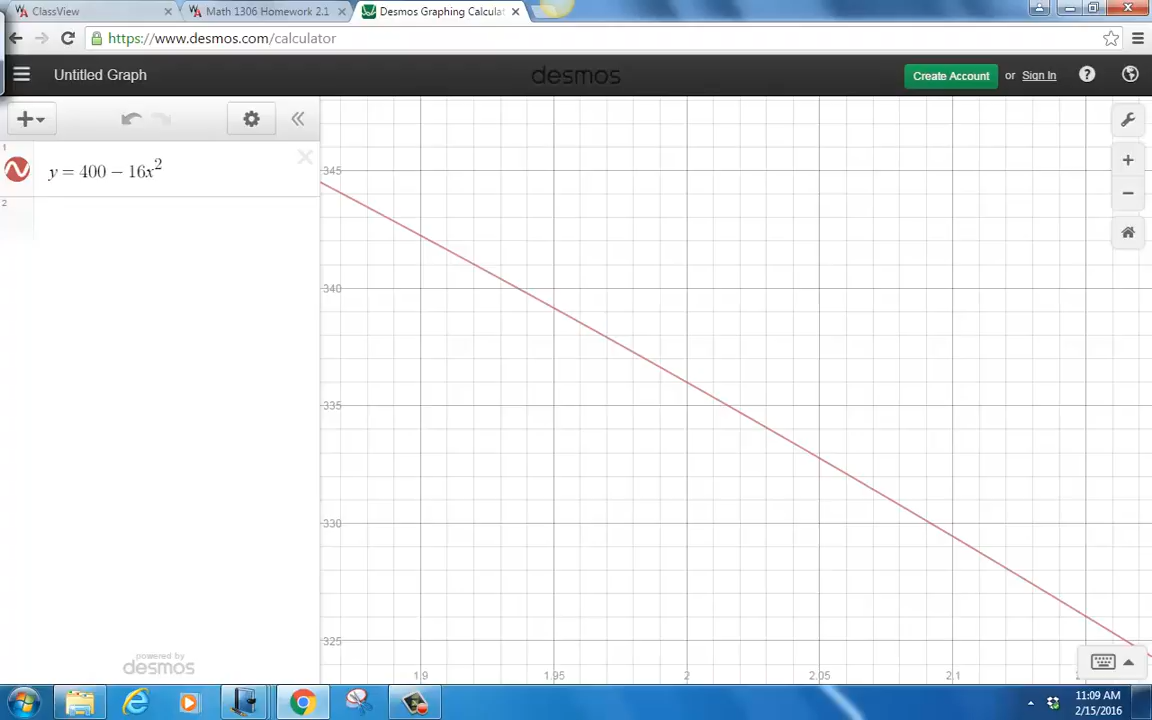 ClassView
Math 1306 Homework 2.1
Desmos Graphing Calcula
https://www.desmos.com/calculator
Untitled Graph
desmos
Create Account or Sign In
1
y = 400 − 16x²
2
345
340
335
330
325
1.9
1.95
2
2.05
2.1
powered by
desmos
11:09 AM
2/15/2016